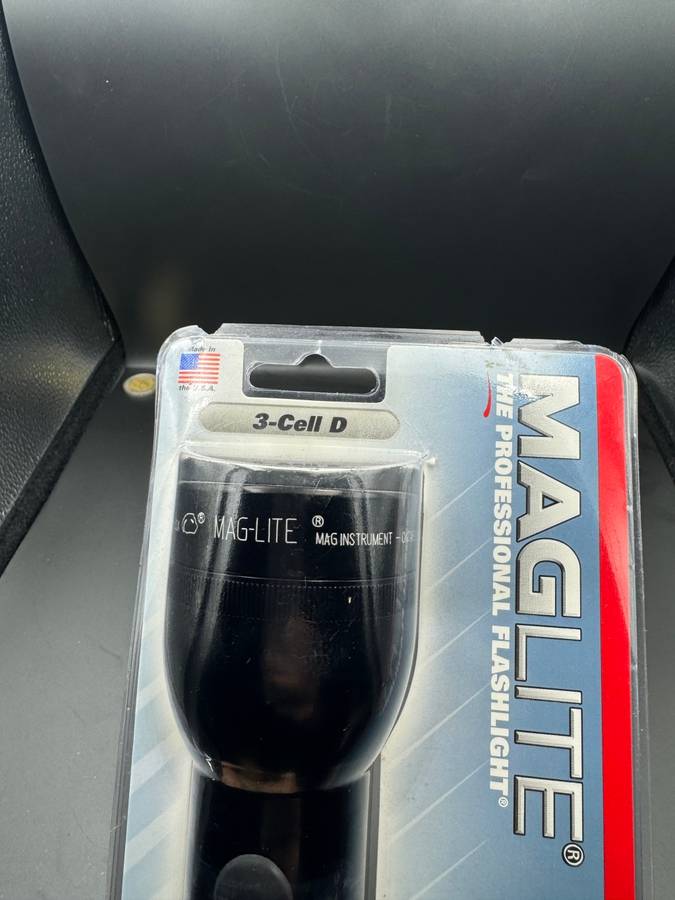 Made in
the U.S.A.
3-Cell D
® MAG-LITE ®
MAG INSTRUMENT -
MAGLITE®
THE PROFESSIONAL FLASHLIGHT®